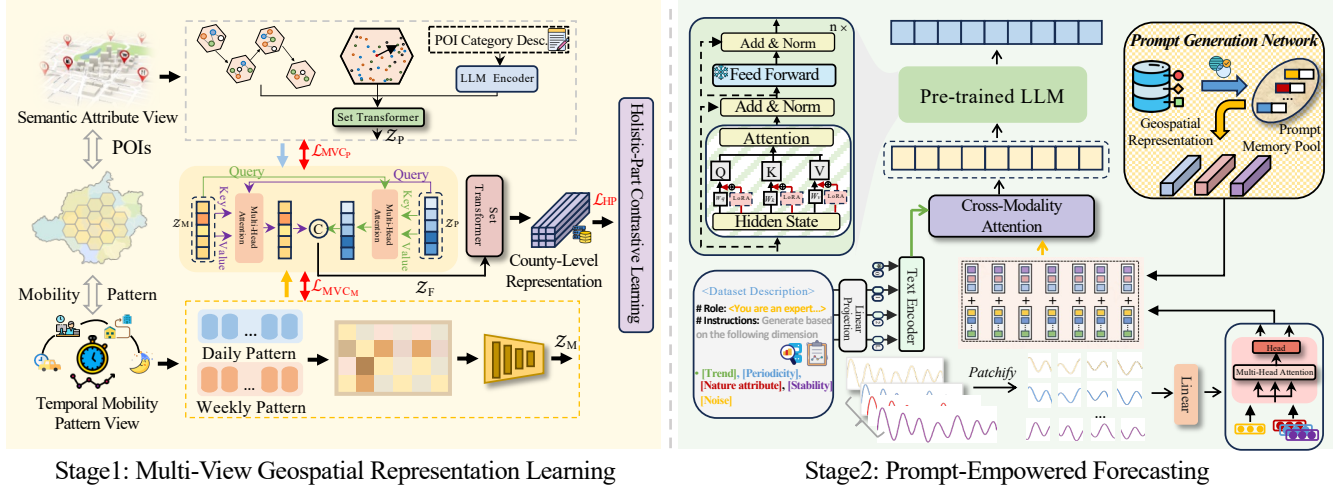 POI Category Desc.
LLM Encoder
Semantic Attribute View
Set Transformer
POIs
𝒵P
ℒMVCP
Query
Query
𝒵M
Key
Value
Multi-Head
Attention
C
Multi-Head
Attention
Key
Value
𝒵P
Set
Transformer
ℒHP
Holistic-Part Contrastive Learning
County-Level
Representation
Mobility Pattern
ℒMVCM
𝒵F
Daily Pattern
...
Weekly Pattern
...
𝒵M
Temporal Mobility
Pattern View
Stage1: Multi-View Geospatial Representation Learning
n ×
Add & Norm
Feed Forward
Add & Norm
Attention
Q
K
V
LoRA
LoRA
LoRA
Hidden State
Pre-trained LLM
Prompt Generation Network
Geospatial
Representation
...
Prompt
Memory Pool
Cross-Modality
Attention
<Dataset Description>
# Role: <You are an expert...>
# Instructions: Generate based
on the following dimension
• [Trend], [Periodicity],
[Nature attribute], [Stability]
[Noise]
Linear
Projection
Text Encoder
+ + + + + + +
Patchify
...
Linear
Head
Multi-Head Attention
Stage2: Prompt-Empowered Forecasting